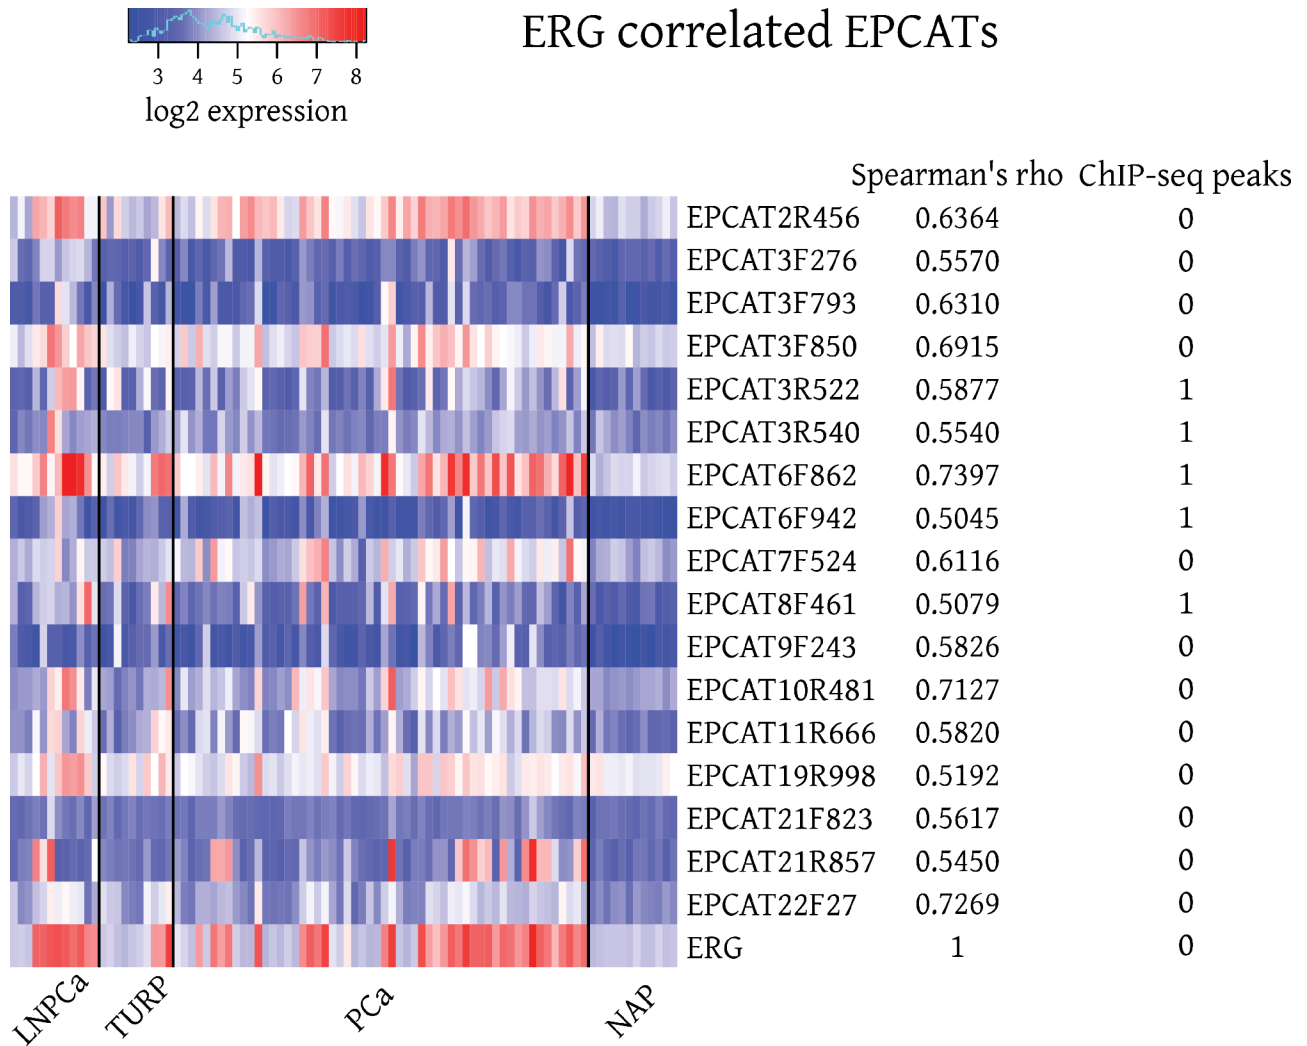 ERG correlated EPCATs
3 4 5 6 7 8
log2 expression
Spearman's rho ChIP-seq peaks
EPCAT2R456 0.6364 0
EPCAT3F276 0.5570 0
EPCAT3F793 0.6310 0
EPCAT3F850 0.6915 0
EPCAT3R522 0.5877 1
EPCAT3R540 0.5540 1
EPCAT6F862 0.7397 1
EPCAT6F942 0.5045 1
EPCAT7F524 0.6116 0
EPCAT8F461 0.5079 1
EPCAT9F243 0.5826 0
EPCAT10R481 0.7127 0
EPCAT11R666 0.5820 0
EPCAT19R998 0.5192 0
EPCAT21F823 0.5617 0
EPCAT21R857 0.5450 0
EPCAT22F27 0.7269 0
ERG 1 0
LNPCa TURP PCa NAP